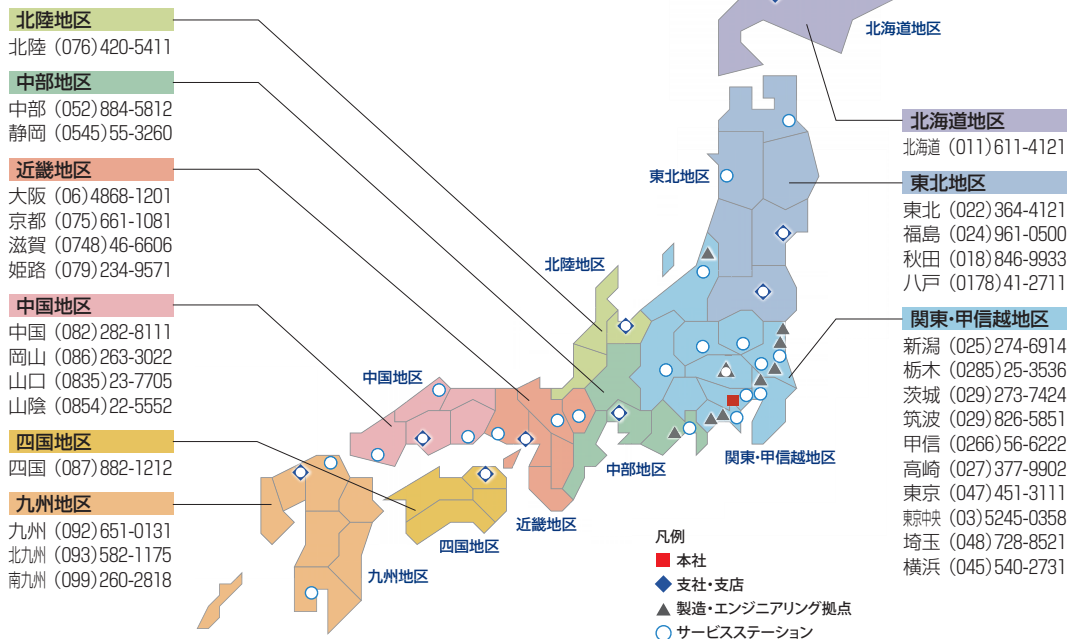 北陸地区
北陸 (076)420-5411
中部地区
中部 (052)884-5812
静岡 (0545)55-3260
近畿地区
大阪 (06)4868-1201
京都 (075)661-1081
滋賀 (0748)46-6606
姫路 (079)234-9571
中国地区
中国 (082)282-8111
岡山 (086)263-3022
山口 (0835)23-7705
山陰 (0854)22-5552
四国地区
四国 (087)882-1212
九州地区
九州 (092)651-0131
北九州 (093)582-1175
南九州 (099)260-2818
北海道地区
東北地区
北陸地区
中国地区
中部地区
関東・甲信越地区
近畿地区
四国地区
九州地区
凡例
本社
支社・支店
製造・エンジニアリング拠点
サービスステーション
北海道地区
北海道 (011)611-4121
東北地区
東北 (022)364-4121
福島 (024)961-0500
秋田 (018)846-9933
八戸 (0178)41-2711
関東・甲信越地区
新潟 (025)274-6914
栃木 (0285)25-3536
茨城 (029)273-7424
筑波 (029)826-5851
甲信 (0266)56-6222
高崎 (027)377-9902
東京 (047)451-3111
東京中央 (03)5245-0358
埼玉 (048)728-8521
横浜 (045)540-2731